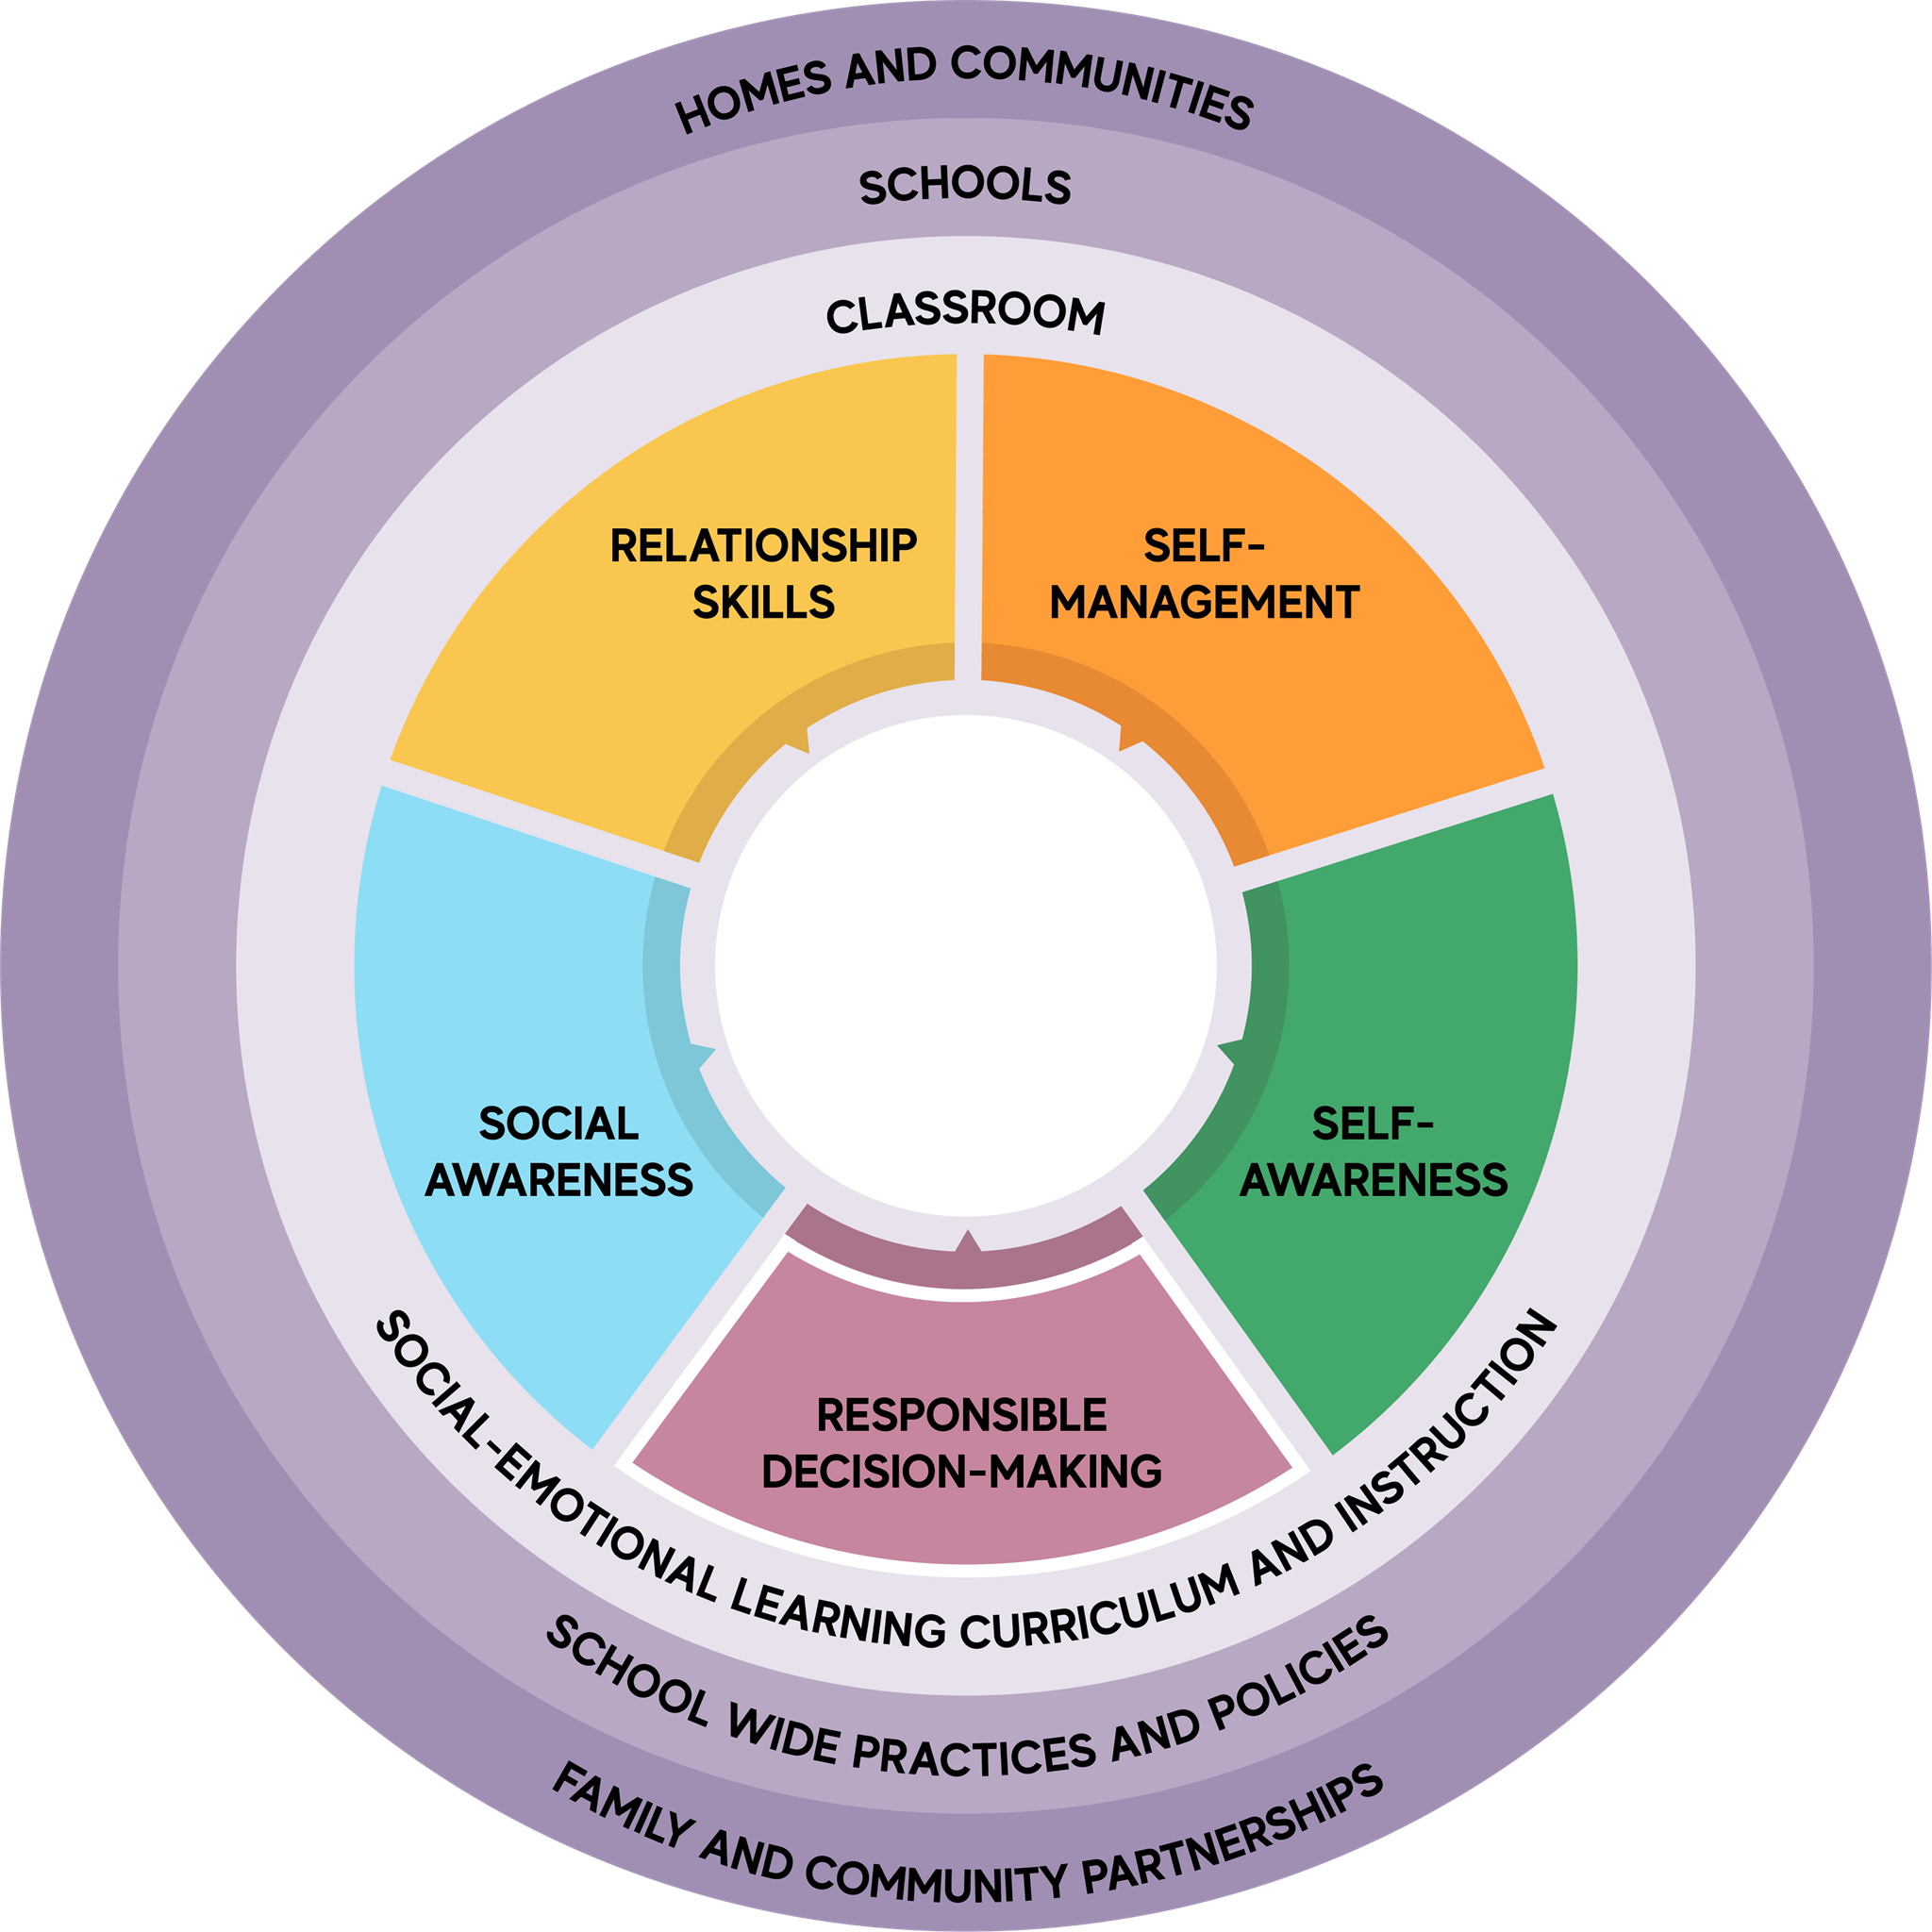 HOMES AND COMMUNITIES
SCHOOLS
CLASSROOM
RELATIONSHIP
SKILLS
SELF-
MANAGEMENT
SOCIAL
AWARENESS
SELF-
AWARENESS
RESPONSIBLE
DECISION-MAKING
SOCIAL-EMOTIONAL LEARNING CURRICULUM AND INSTRUCTION
SCHOOL WIDE PRACTICES AND POLICIES
FAMILY AND COMMUNITY PARTNERSHIPS